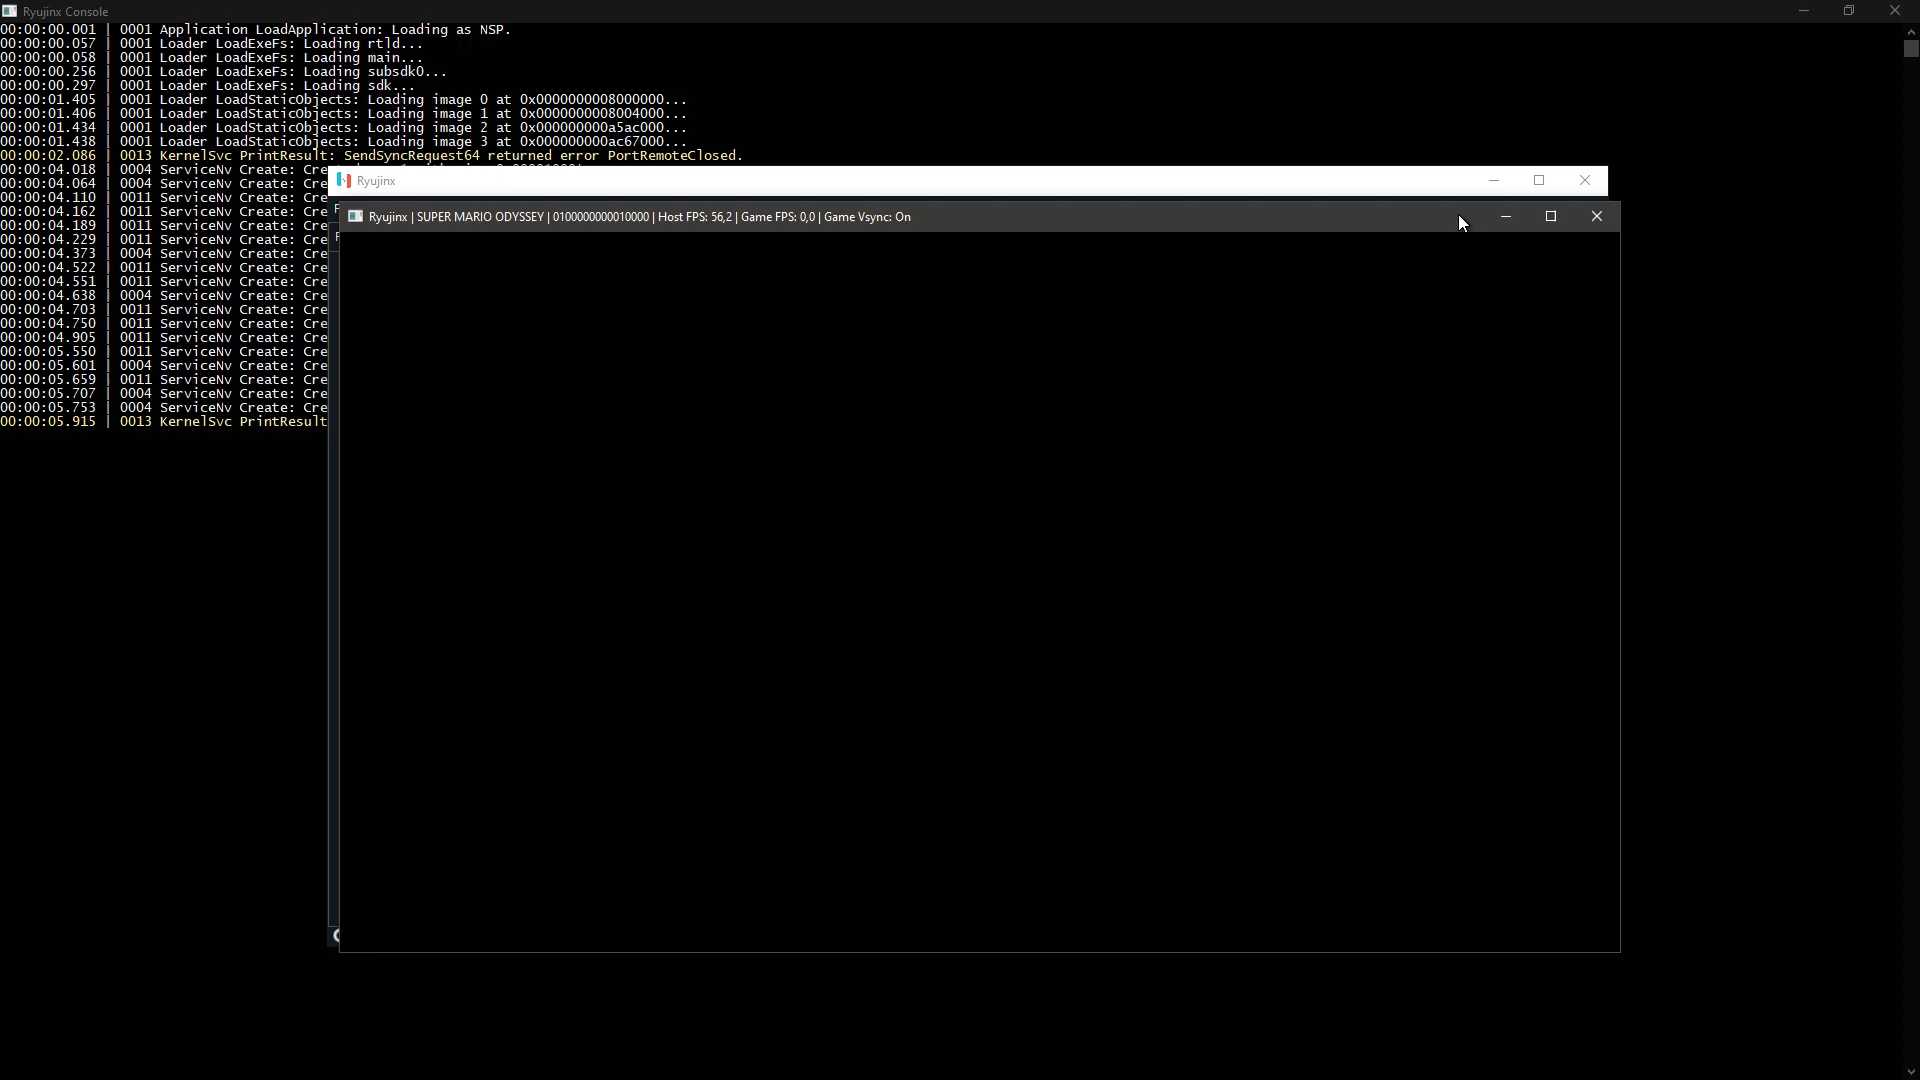 Ryujinx Console
00:00:00.001 | 0001 Application LoadApplication: Loading as NSP.
00:00:00.057 | 0001 Loader LoadExeFs: Loading rtld...
00:00:00.058 | 0001 Loader LoadExeFs: Loading main...
00:00:00.256 | 0001 Loader LoadExeFs: Loading subsdk0...
00:00:00.297 | 0001 Loader LoadExeFs: Loading sdk...
00:00:01.405 | 0001 Loader LoadStaticObjects: Loading image 0 at 0x0000000008000000...
00:00:01.406 | 0001 Loader LoadStaticObjects: Loading image 1 at 0x0000000008004000...
00:00:01.434 | 0001 Loader LoadStaticObjects: Loading image 2 at 0x000000000a5ac000...
00:00:01.438 | 0001 Loader LoadStaticObjects: Loading image 3 at 0x000000000ac67000...
00:00:02.086 | 0013 KernelSvc PrintResult: SendSyncRequest64 returned error PortRemoteClosed.
00:00:04.018 | 0004 ServiceNv Create: Cre
00:00:04.064 | 0004 ServiceNv Create: Cre
00:00:04.110 | 0011 ServiceNv Create: Cre
00:00:04.162 | 0011 ServiceNv Create: Cre
00:00:04.189 | 0011 ServiceNv Create: Cre
00:00:04.229 | 0011 ServiceNv Create: Cre
00:00:04.373 | 0004 ServiceNv Create: Cre
00:00:04.522 | 0011 ServiceNv Create: Cre
00:00:04.551 | 0011 ServiceNv Create: Cre
00:00:04.638 | 0004 ServiceNv Create: Cre
00:00:04.703 | 0011 ServiceNv Create: Cre
00:00:04.750 | 0011 ServiceNv Create: Cre
00:00:04.905 | 0011 ServiceNv Create: Cre
00:00:05.550 | 0011 ServiceNv Create: Cre
00:00:05.601 | 0004 ServiceNv Create: Cre
00:00:05.659 | 0011 ServiceNv Create: Cre
00:00:05.707 | 0004 ServiceNv Create: Cre
00:00:05.753 | 0004 ServiceNv Create: Cre
00:00:05.915 | 0013 KernelSvc PrintResult
Ryujinx
Ryujinx | SUPER MARIO ODYSSEY | 0100000000010000 | Host FPS: 56,2 | Game FPS: 0,0 | Game Vsync: On